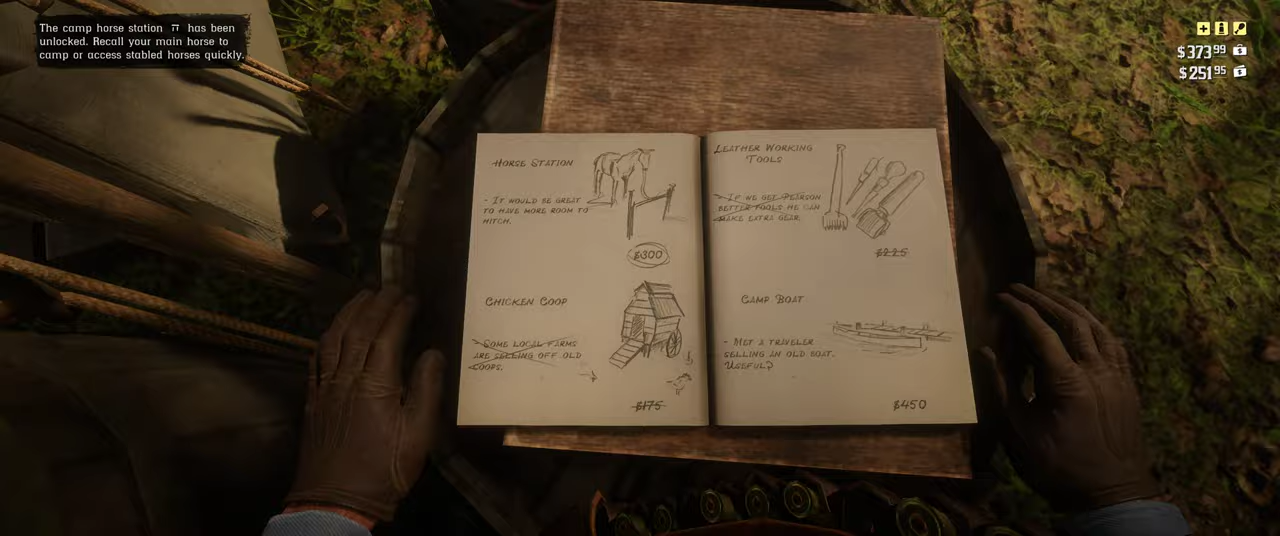 The camp horse station has been
unlocked. Recall your main horse to
camp or access stabled horses quickly.
$373.99
$251.95
HORSE STATION
- IT WOULD BE GREAT
TO HAVE MORE ROOM TO
HITCH.
$300
CHICKEN COOP
- SOME LOCAL FARMS
ARE SELLING OFF OLD
COOPS.
$175
LEATHER WORKING
TOOLS
- IF WE GET PEARSON
BETTER TOOLS HE CAN
MAKE EXTRA GEAR.
$225
CAMP BOAT
- MET A TRAVELER
SELLING AN OLD BOAT.
USEFUL?
$450